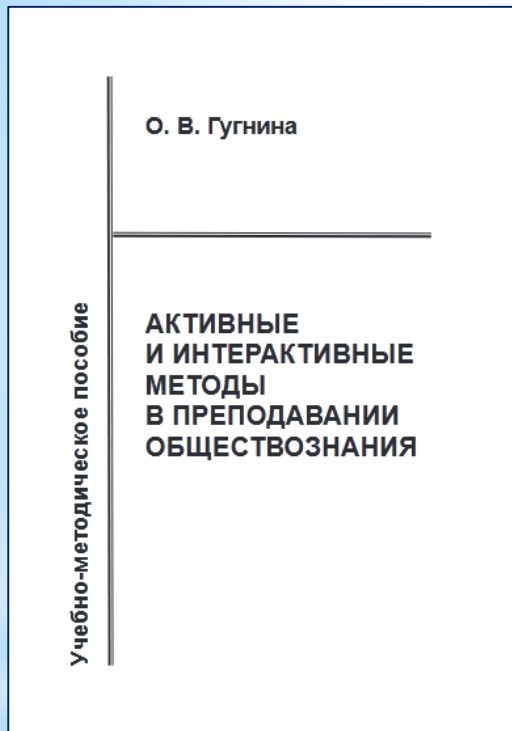 О. В. Гугнина
АКТИВНЫЕ
И ИНТЕРАКТИВНЫЕ
МЕТОДЫ
В ПРЕПОДАВАНИИ
ОБЩЕСТВОЗНАНИЯ
Учебно-методическое пособие